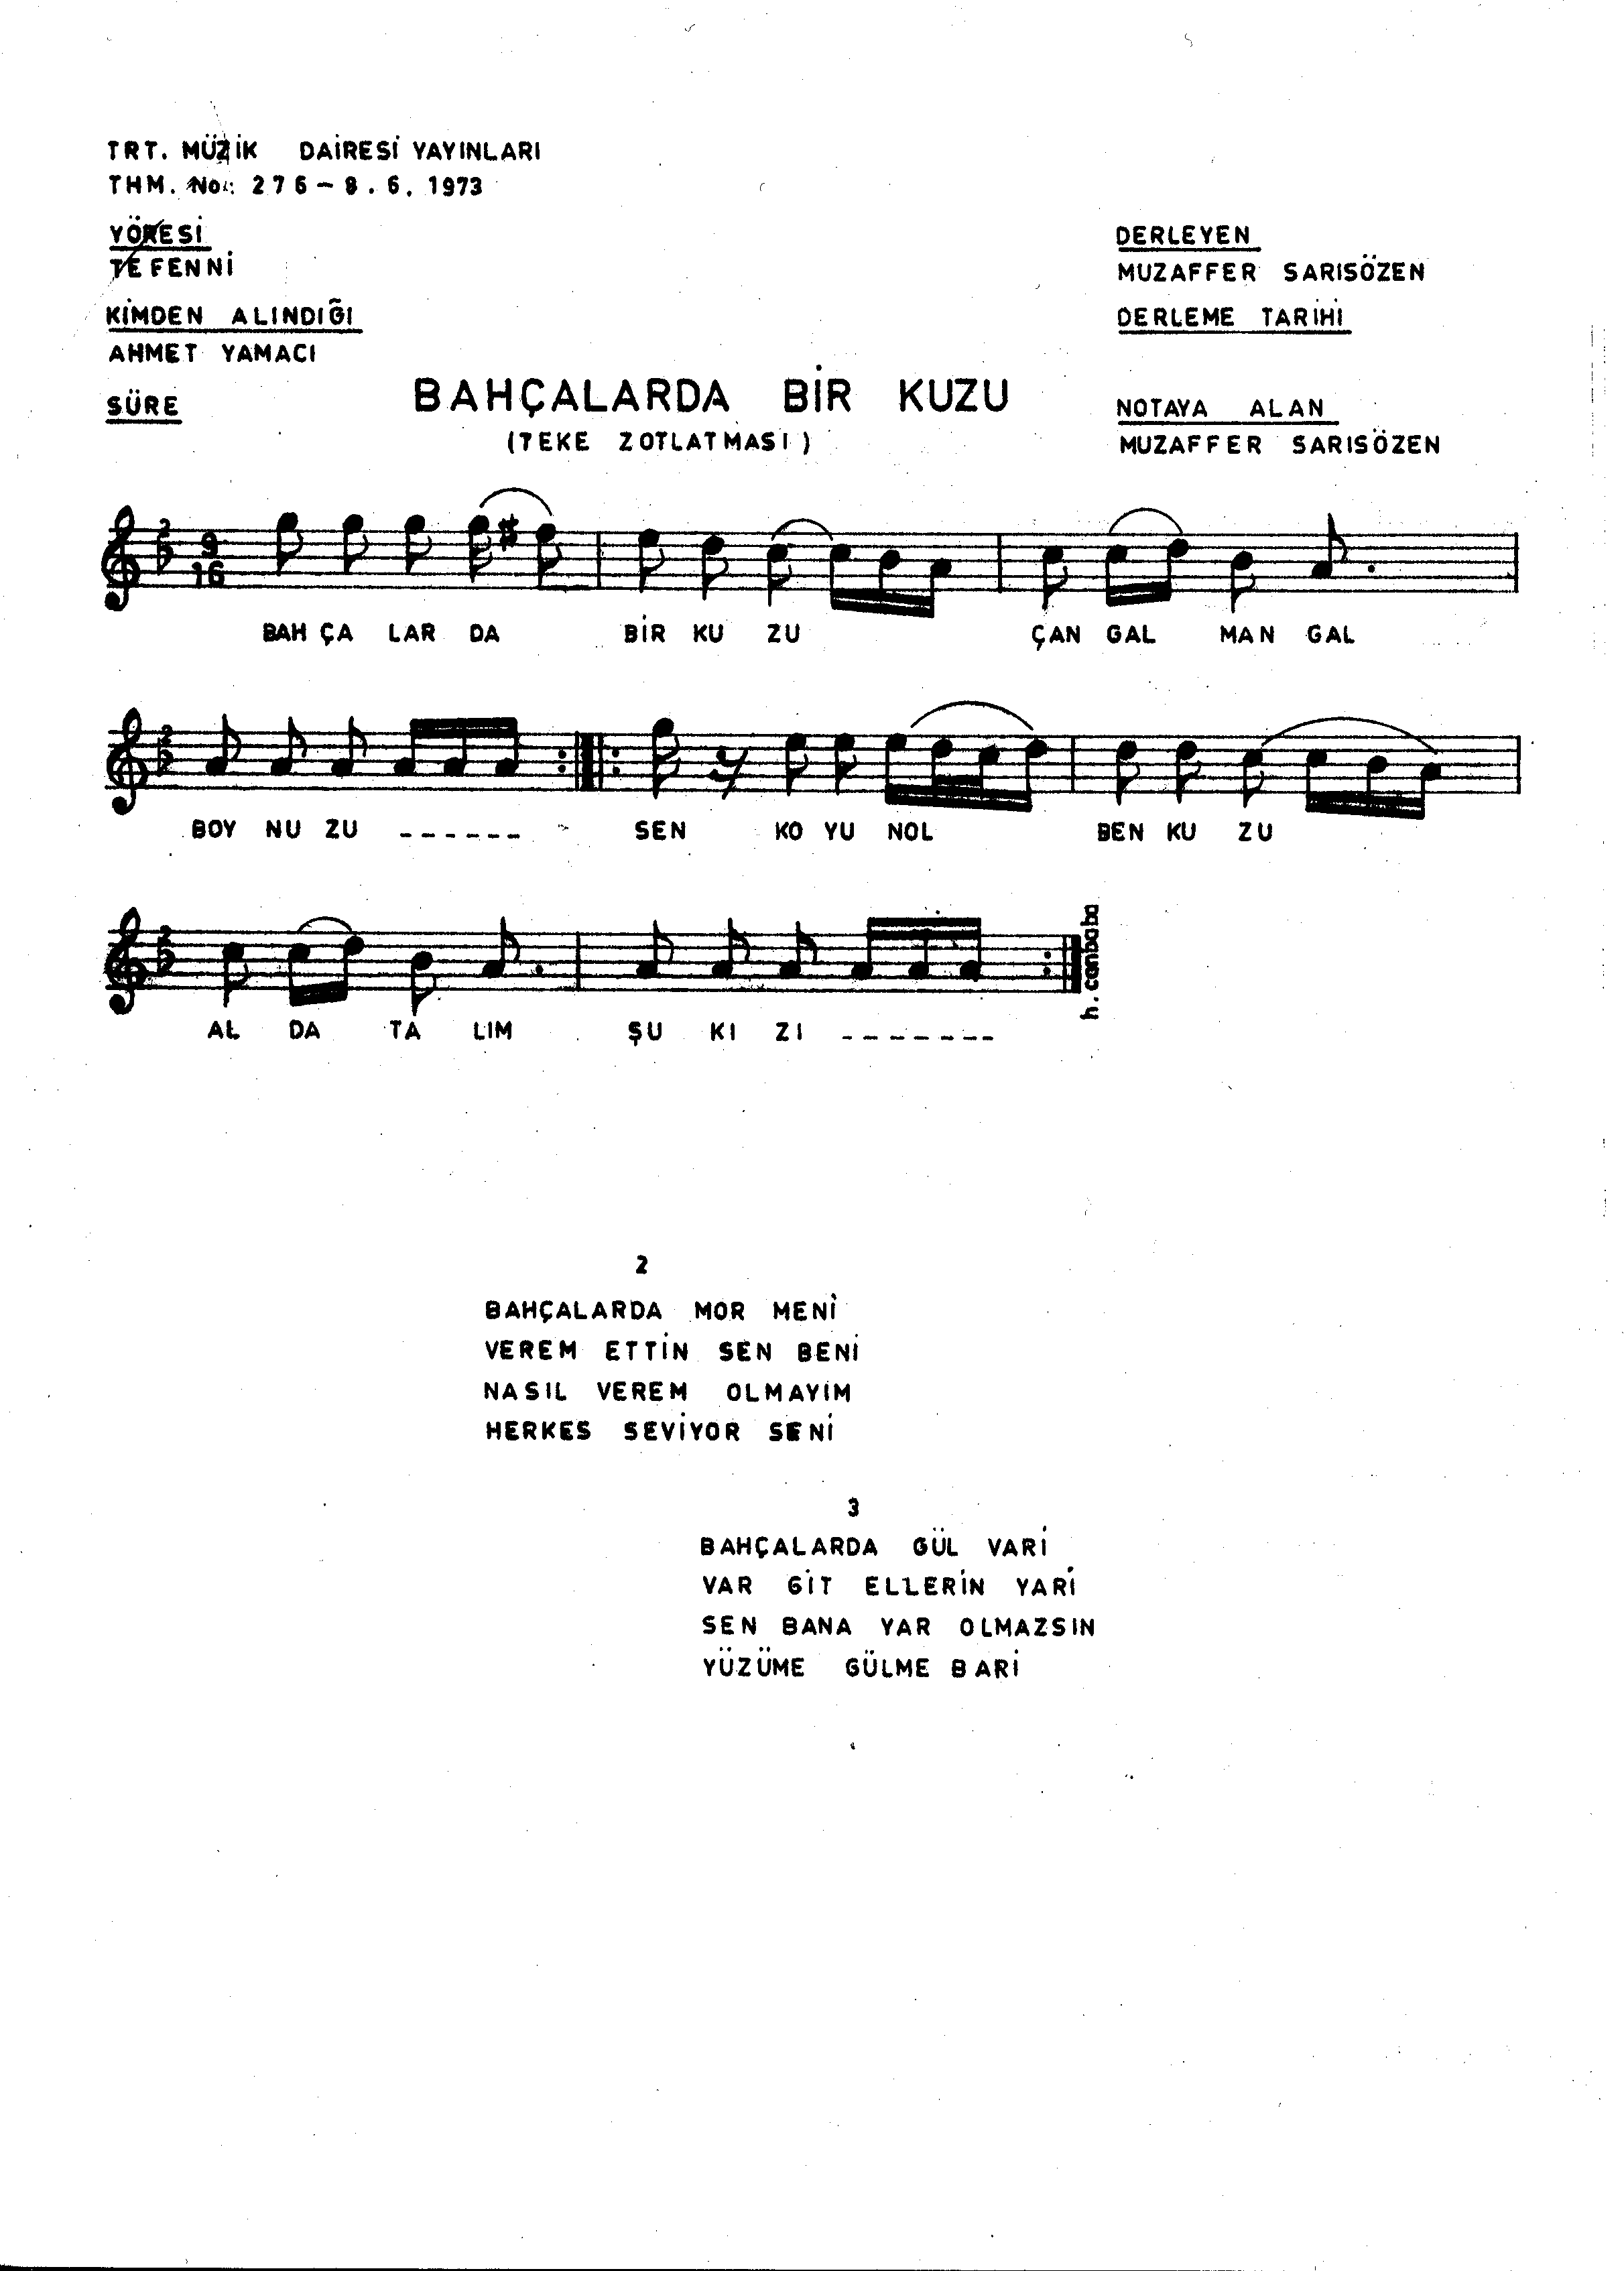 TRT. MÜZİK DAİRESİ YAYINLARI
THM. No: 276 – 8.6.1973
YÖRESİ
TEFENNİ
KİMDEN ALINDIĞI
AHMET YAMACI
SÜRE
DERLEYEN
MUZAFFER SARISÖZEN
DERLEME TARİHİ
NOTAYA ALAN
MUZAFFER SARISÖZEN
BAHÇALARDA BİR KUZU
(TEKE ZOTLATMASI)
9
16
BAH ÇA LAR DA BİR KU ZU ÇAN GAL MAN GAL
BOY NU ZU ------ SEN KO YU NOL BEN KU ZU
AL DA TA LIM ŞU KI ZI -------
h. canbaba
2
BAHÇALARDA MOR MENİ
VEREM ETTİN SEN BENİ
NASIL VEREM OLMAYIM
HERKES SEVİYOR SENİ
3
BAHÇALARDA GÜL VARİ
VAR GİT ELLERİN YARİ
SEN BANA YAR OLMAZSIN
YÜZÜME GÜLME BARİ